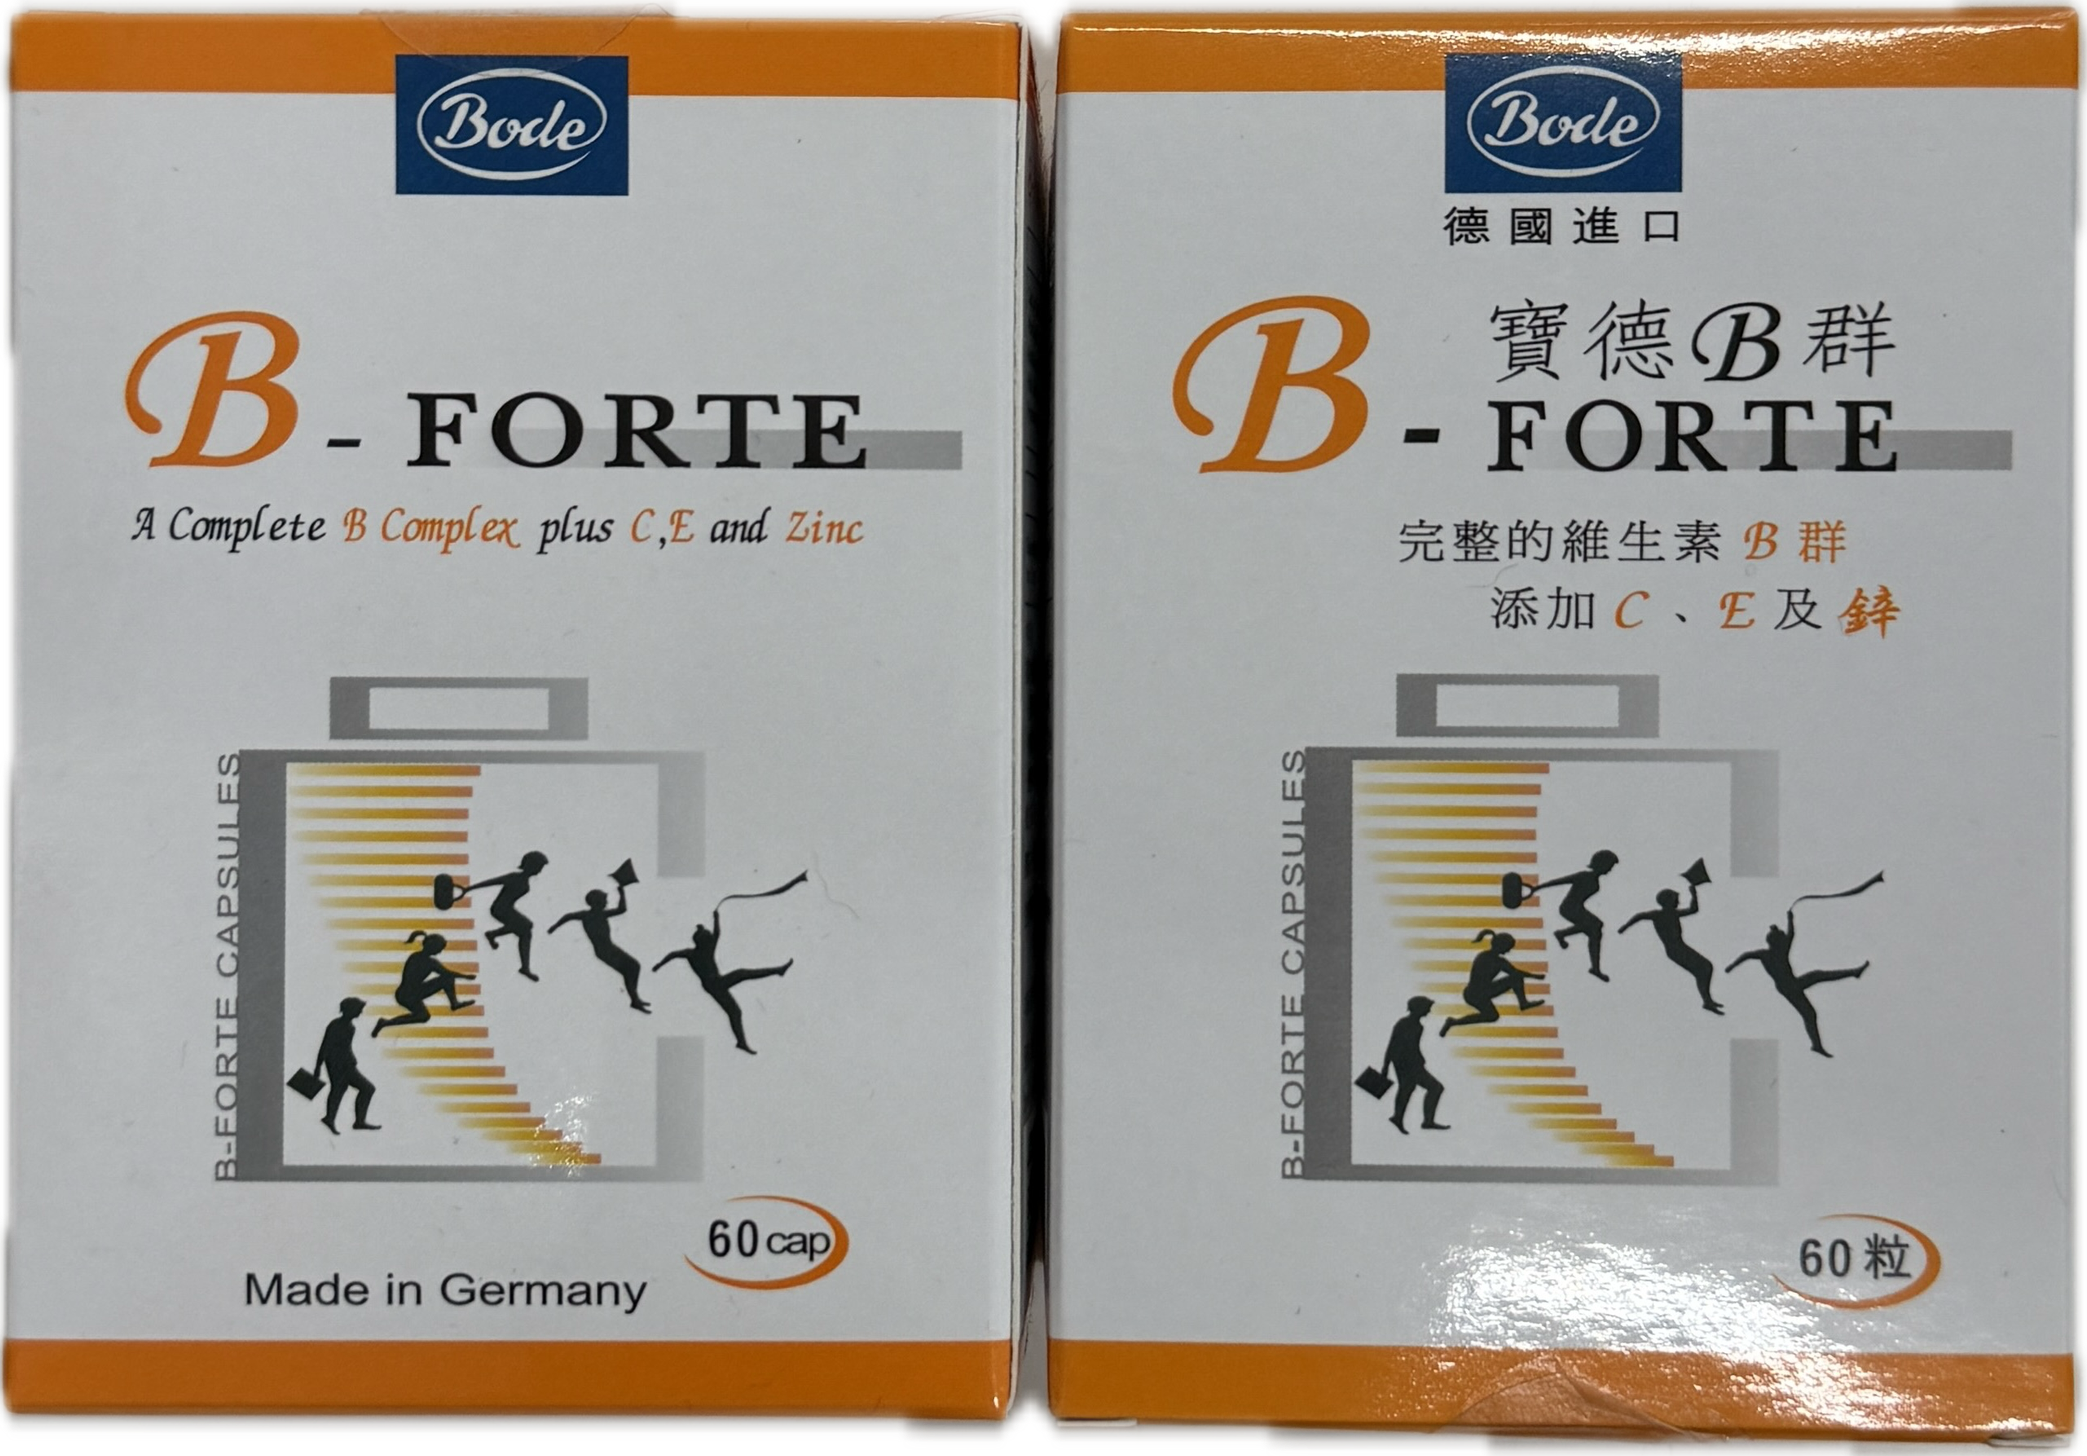 Bode
B - FORTE
A Complete B Complex plus C,E and Zinc
B-FORTE CAPSULES
60 cap
Made in Germany
Bode
德國進口
寶德B群
B - FORTE
完整的維生素 B 群
添加 C、E 及鋅
B-FORTE CAPSULES
60 粒